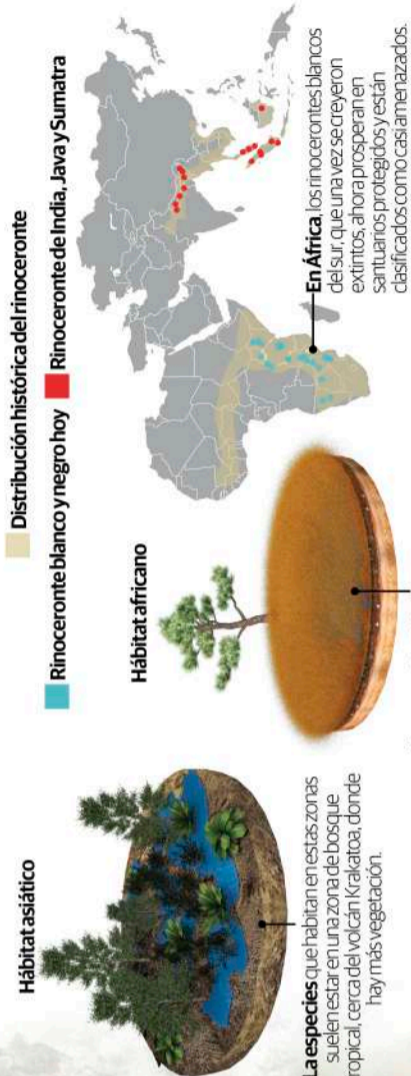 Distribución histórica del rinoceronte
Rinoceronte blanco y negro hoy
Rinoceronte de India, Java y Sumatra
Hábitat asiático
La especies que habitan en estas zonas
suelen estar en una zona de bosque
ropical, cerca del volcán Krakatoa, donde
hay más vegetación.
Hábitat africano
En África, los rinocerontes blancos
del sur, que una vez se creyeron
extintos, ahora prosperan en
santuarios protegidos y están
clasificados como casi amenazados.